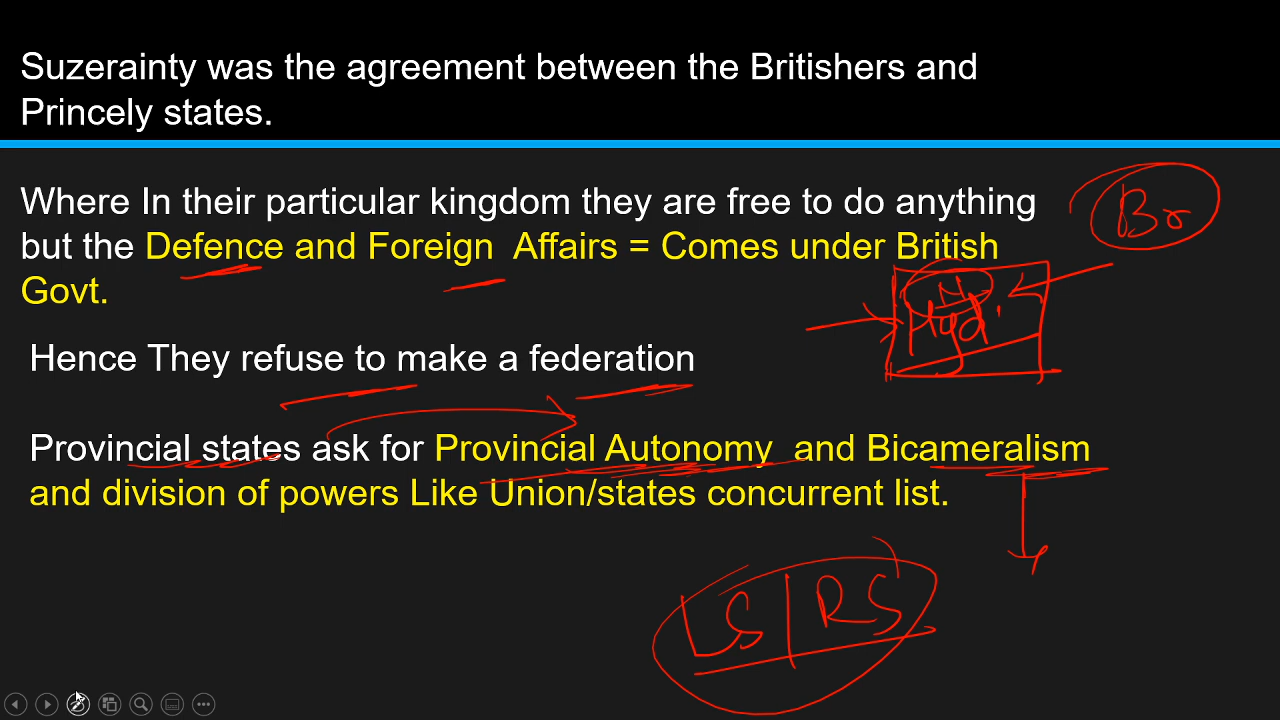 Suzerainty was the agreement between the Britishers and
Princely states.
Where In their particular kingdom they are free to do anything
but the Defence and Foreign Affairs = Comes under British
Govt.
Br
N
Hyd.
Hence They refuse to make a federation
Provincial states ask for Provincial Autonomy and Bicameralism
and division of powers Like Union/states concurrent list.
LS | RS